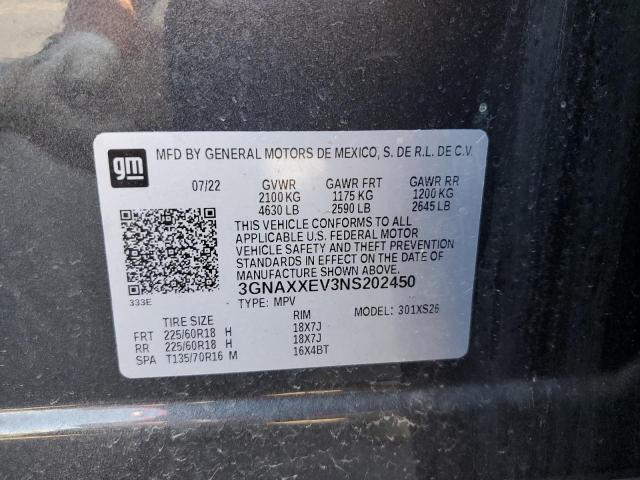 gm
MFD BY GENERAL MOTORS DE MEXICO, S. DE R.L. DE C.V.
07/22 GVWR GAWR FRT GAWR RR
2100 KG 1175 KG 1200 KG
4630 LB 2590 LB 2645 LB
THIS VEHICLE CONFORMS TO ALL
APPLICABLE U.S. FEDERAL MOTOR
VEHICLE SAFETY AND THEFT PREVENTION
STANDARDS IN EFFECT ON THE DATE OF
MANUFACTURE SHOWN ABOVE.
333E 3GNAXXEV3NS202450
TYPE: MPV MODEL: 301XS26
TIRE SIZE RIM
FRT 225/60R18 H 18X7J
RR 225/60R18 H 18X7J
SPA T135/70R16 M 16X4BT